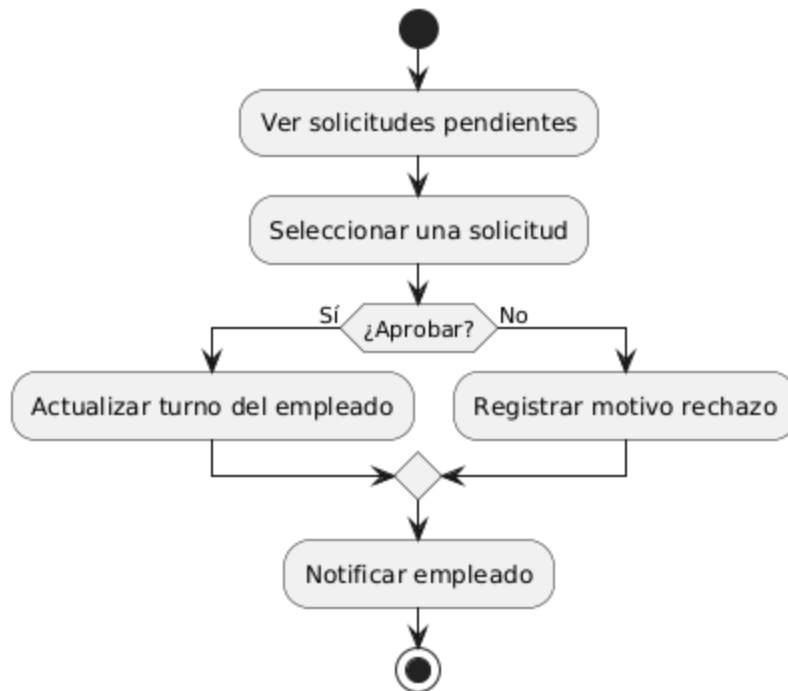 Ver solicitudes pendientes
Seleccionar una solicitud
Sí
¿Aprobar?
No
Actualizar turno del empleado
Registrar motivo rechazo
Notificar empleado